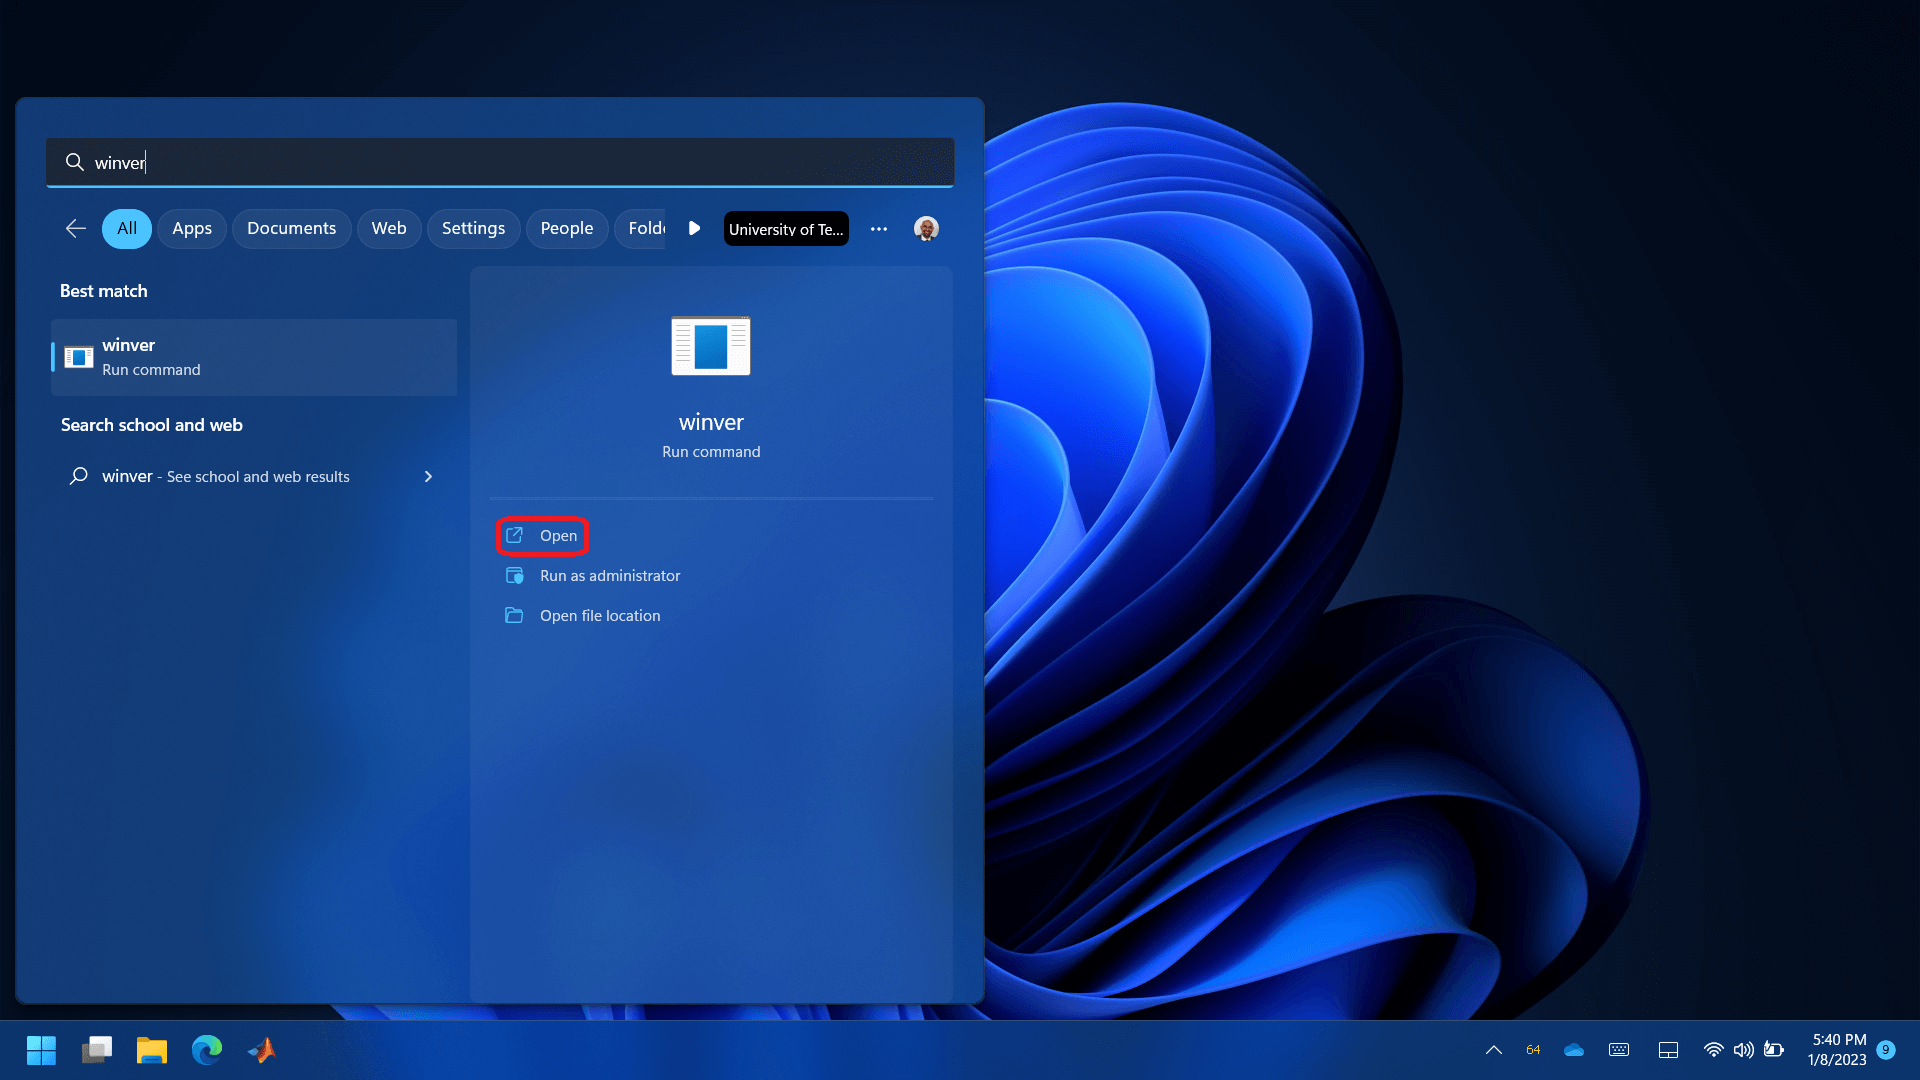 winver
All Apps Documents Web Settings People Folde University of Te...
Best match
winver
Run command
Search school and web
winver - See school and web results
winver
Run command
Open
Run as administrator
Open file location
64
5:40 PM
1/8/2023
9